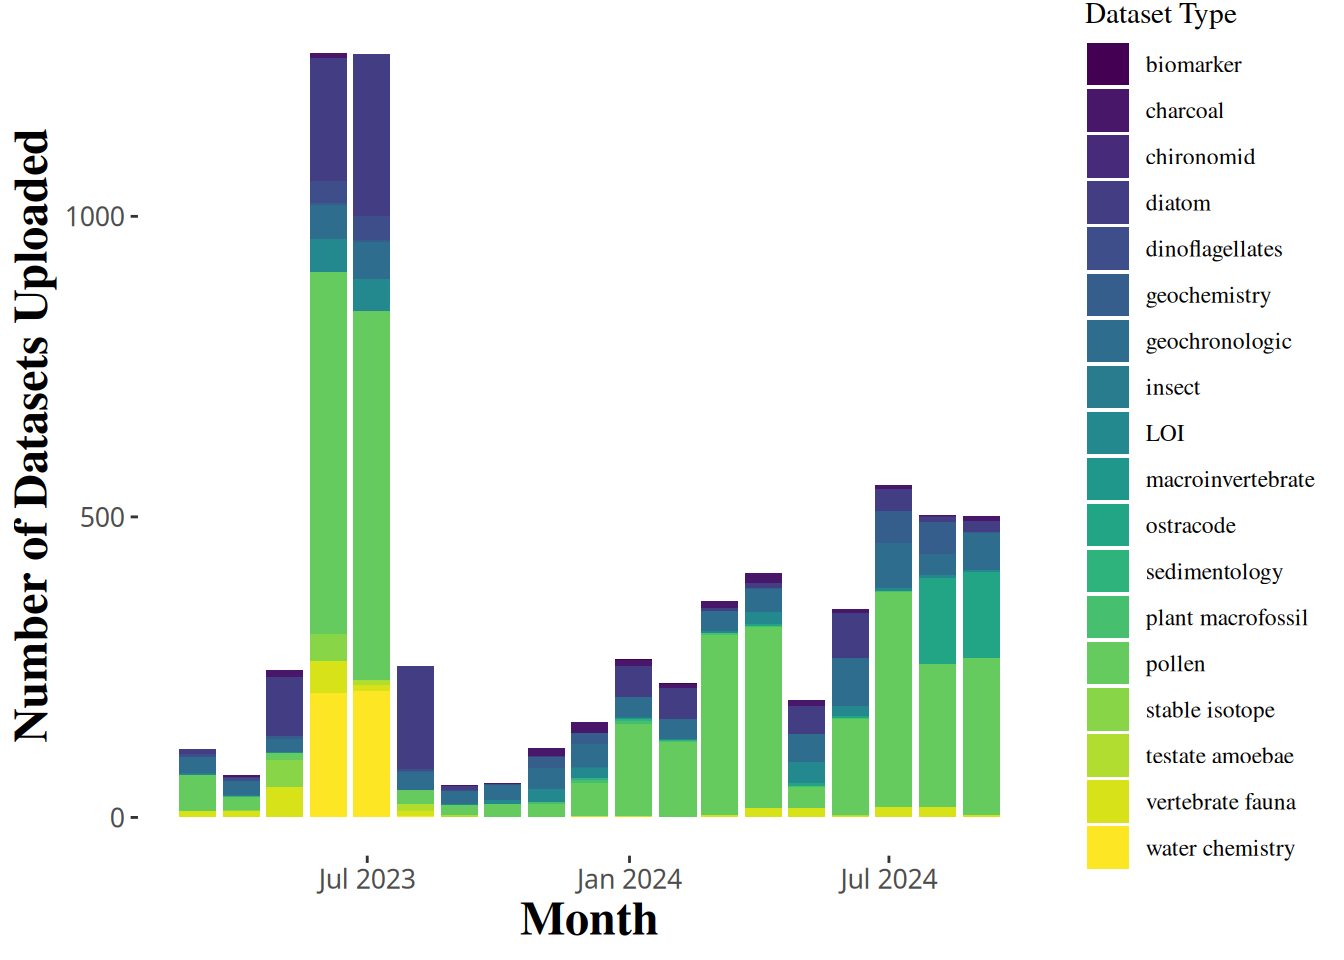 Dataset Type
biomarker
charcoal
chironomid
diatom
dinoflagellates
geochemistry
geochronologic
insect
LOI
macroinvertebrate
ostracode
sedimentology
plant macrofossil
pollen
stable isotope
testate amoebae
vertebrate fauna
water chemistry
Number of Datasets Uploaded
1000
500
0
Jul 2023 Jan 2024 Jul 2024
Month